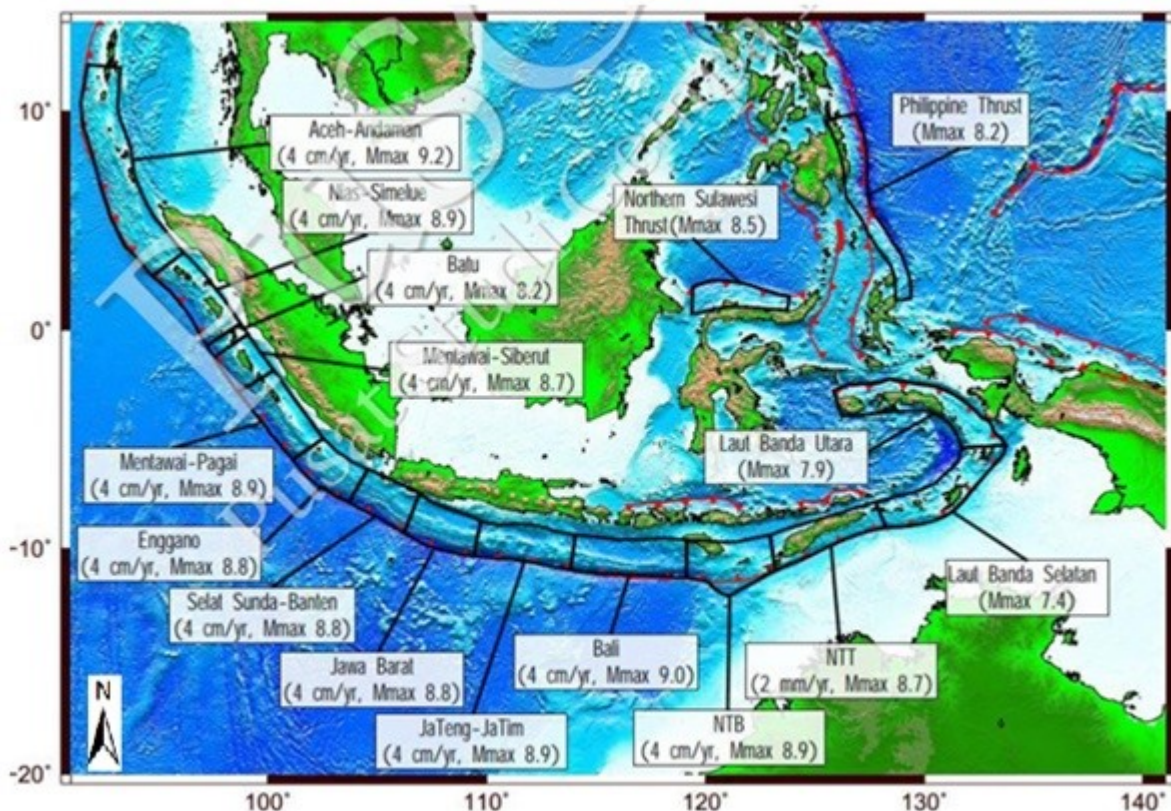 Philippine Thrust
(Mmax 8.2)
10°
Aceh-Andaman
(4 cm/yr, Mmax 9.2)
Nias-Simelue
(4 cm/yr, Mmax 8.9)
Northern Sulawesi
Thrust(Mmax 8.5)
Batu
(4 cm/yr, Mmax 8.2)
0°
Mentawai-Siberut
(4 cm/yr, Mmax 8.7)
Laut Banda Utara
(Mmax 7.9)
Mentawai-Pagai
(4 cm/yr, Mmax 8.9)
Enggano
(4 cm/yr, Mmax 8.8)
-10°
Selat Sunda-Banten
(4 cm/yr, Mmax 8.8)
Laut Banda Selatan
(Mmax 7.4)
Jawa Barat
(4 cm/yr, Mmax 8.8)
Bali
(4 cm/yr, Mmax 9.0)
NTT
(2 mm/yr, Mmax 8.7)
JaTeng-JaTim
(4 cm/yr, Mmax 8.9)
NTB
(4 cm/yr, Mmax 8.9)
N
-20°
100° 110° 120° 130° 140°
Pusat Studi